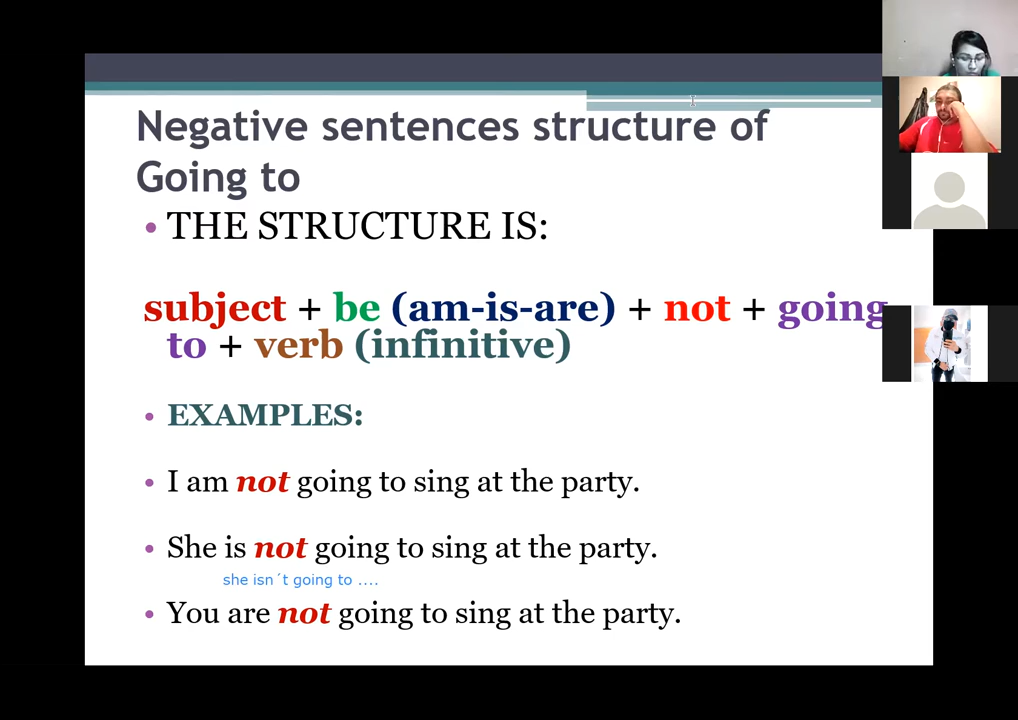 Negative sentences structure of
Going to
• THE STRUCTURE IS:
subject + be (am-is-are) + not + going
to + verb (infinitive)
• EXAMPLES:
• I am not going to sing at the party.
• She is not going to sing at the party.
she isn´t going to ....
• You are not going to sing at the party.